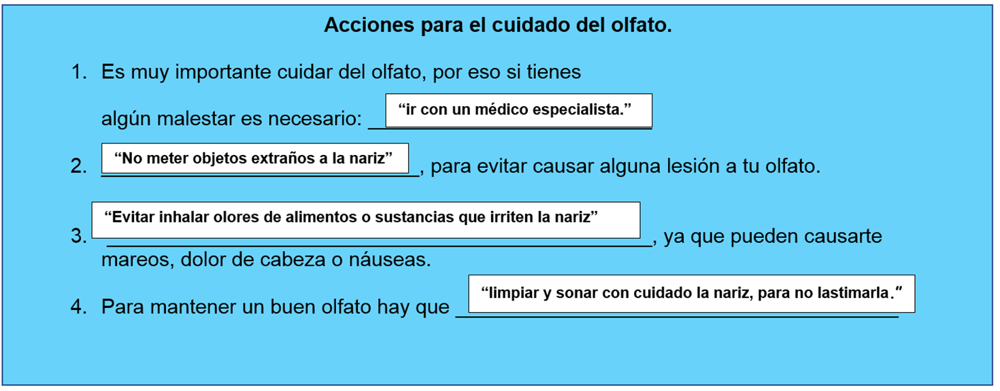 Acciones para el cuidado del olfato.
1. Es muy importante cuidar del olfato, por eso si tienes
algún malestar es necesario: “ir con un médico especialista.”
2. “No meter objetos extraños a la nariz”, para evitar causar alguna lesión a tu olfato.
3. “Evitar inhalar olores de alimentos o sustancias que irriten la nariz”, ya que pueden causarte
mareos, dolor de cabeza o náuseas.
4. Para mantener un buen olfato hay que “limpiar y sonar con cuidado la nariz, para no lastimarla.”